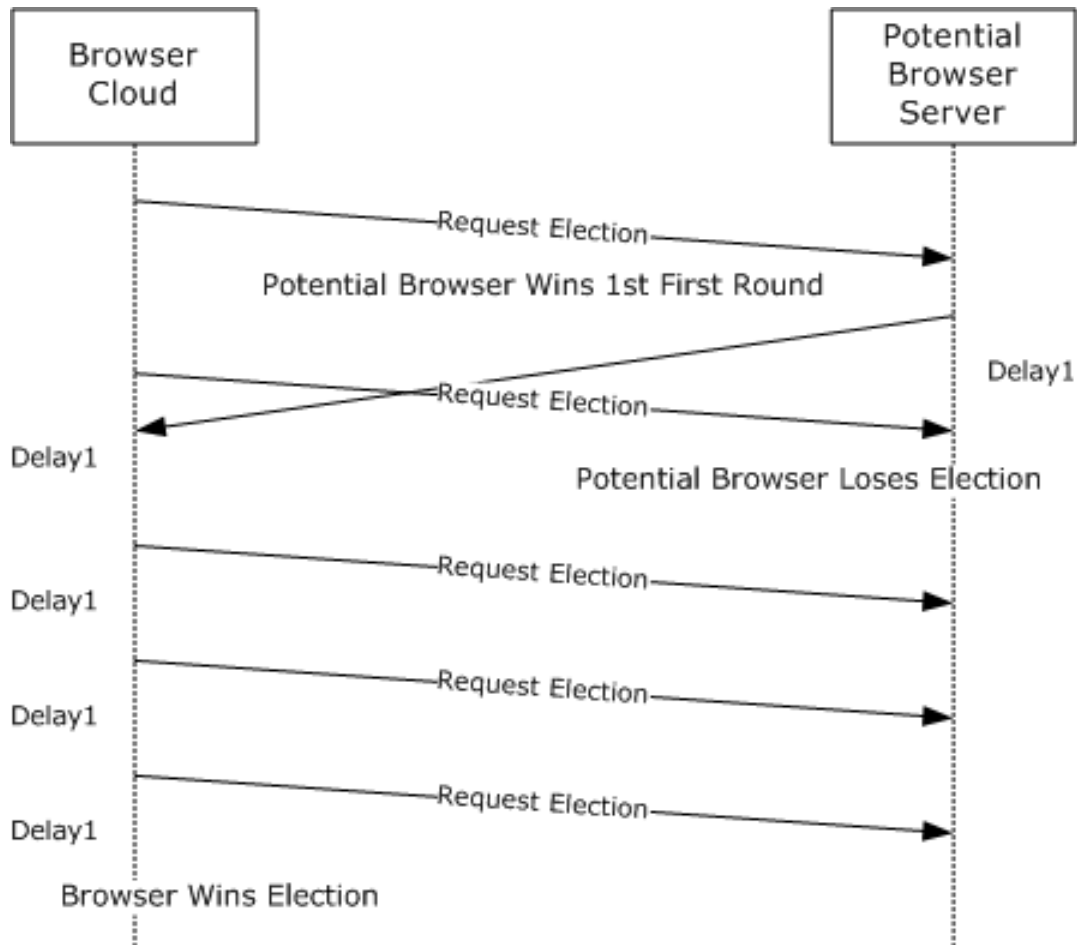 Browser
Cloud
Potential
Browser
Server
Request Election
Potential Browser Wins 1st First Round
Delay1
Request Election
Delay1
Potential Browser Loses Election
Request Election
Delay1
Request Election
Delay1
Request Election
Delay1
Browser Wins Election